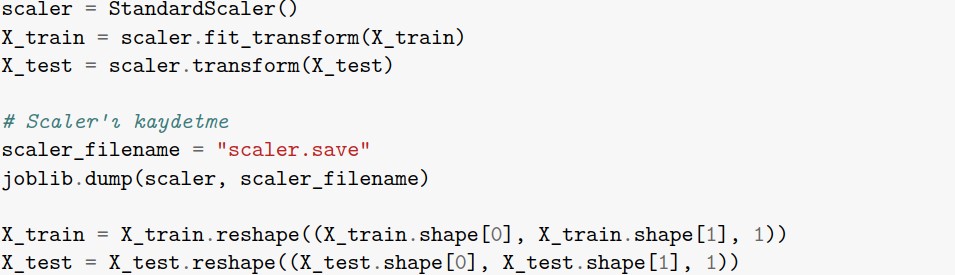 scaler = StandardScaler()
X_train = scaler.fit_transform(X_train)
X_test = scaler.transform(X_test)
# Scaler'ı kaydetme
scaler_filename = "scaler.save"
joblib.dump(scaler, scaler_filename)
X_train = X_train.reshape((X_train.shape[0], X_train.shape[1], 1))
X_test = X_test.reshape((X_test.shape[0], X_test.shape[1], 1))